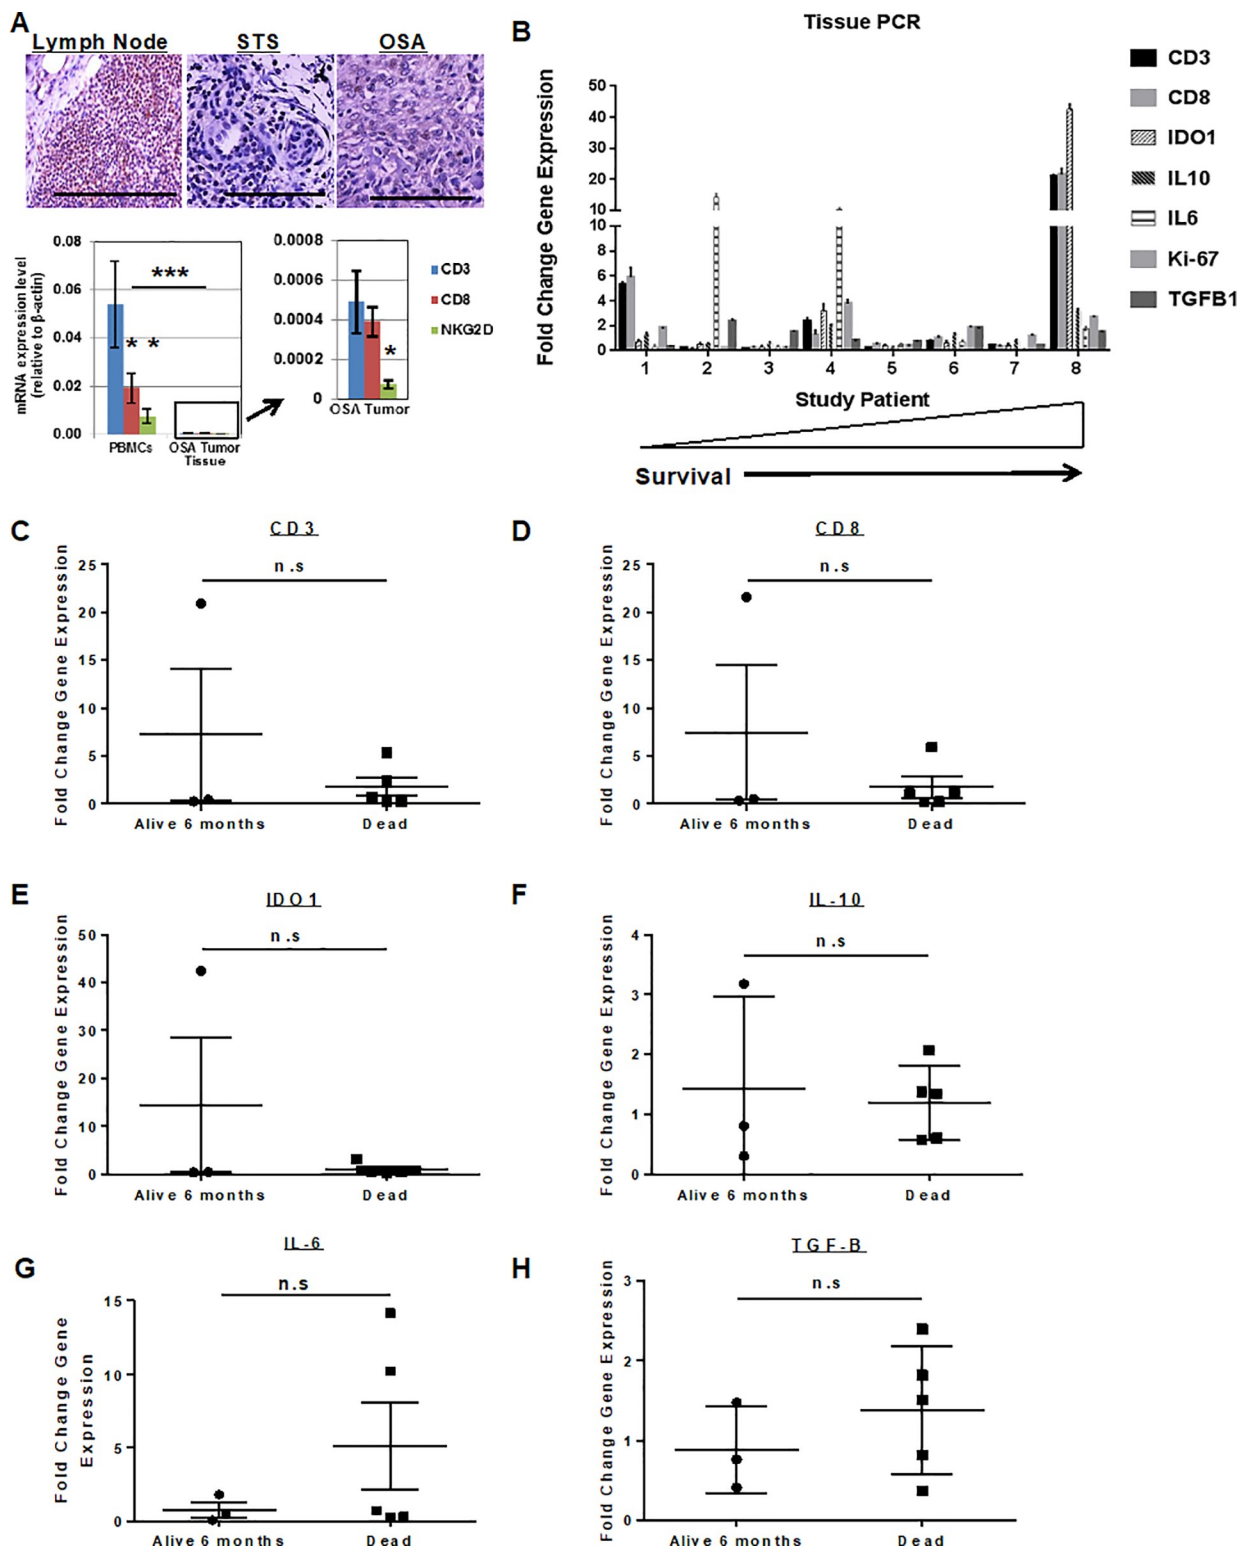 A
Lymph Node
STS
OSA
0.08
0.06
0.04
0.02
0.00
mRNA expression level
(relative to β-actin)
***
* *
PBMCs
OSA Tumor
Tissue
0.0008
0.0006
0.0004
0.0002
0
*
OSA Tumor
CD3
CD8
NKG2D
B
Tissue PCR
Fold Change Gene Expression
50
40
30
20
10
10
8
6
4
2
0
1 2 3 4 5 6 7 8
Study Patient
Survival
CD3
CD8
IDO1
IL10
IL6
Ki-67
TGFB1
C
CD3
n.s
Fold Change Gene Expression
25
20
15
10
5
0
Alive 6 months
Dead
D
CD8
n.s
Fold Change Gene Expression
25
20
15
10
5
0
Alive 6 months
Dead
E
IDO1
n.s
Fold Change Gene Expression
50
40
30
20
10
0
Alive 6 months
Dead
F
IL-10
n.s
Fold Change Gene Expression
4
3
2
1
0
Alive 6 months
Dead
G
IL-6
n.s
Fold Change Gene
Expression
15
10
5
0
Alive 6 months
Dead
H
TGF-B
n.s
Fold Change Gene Expression
3
2
1
0
Alive 6 months
Dead